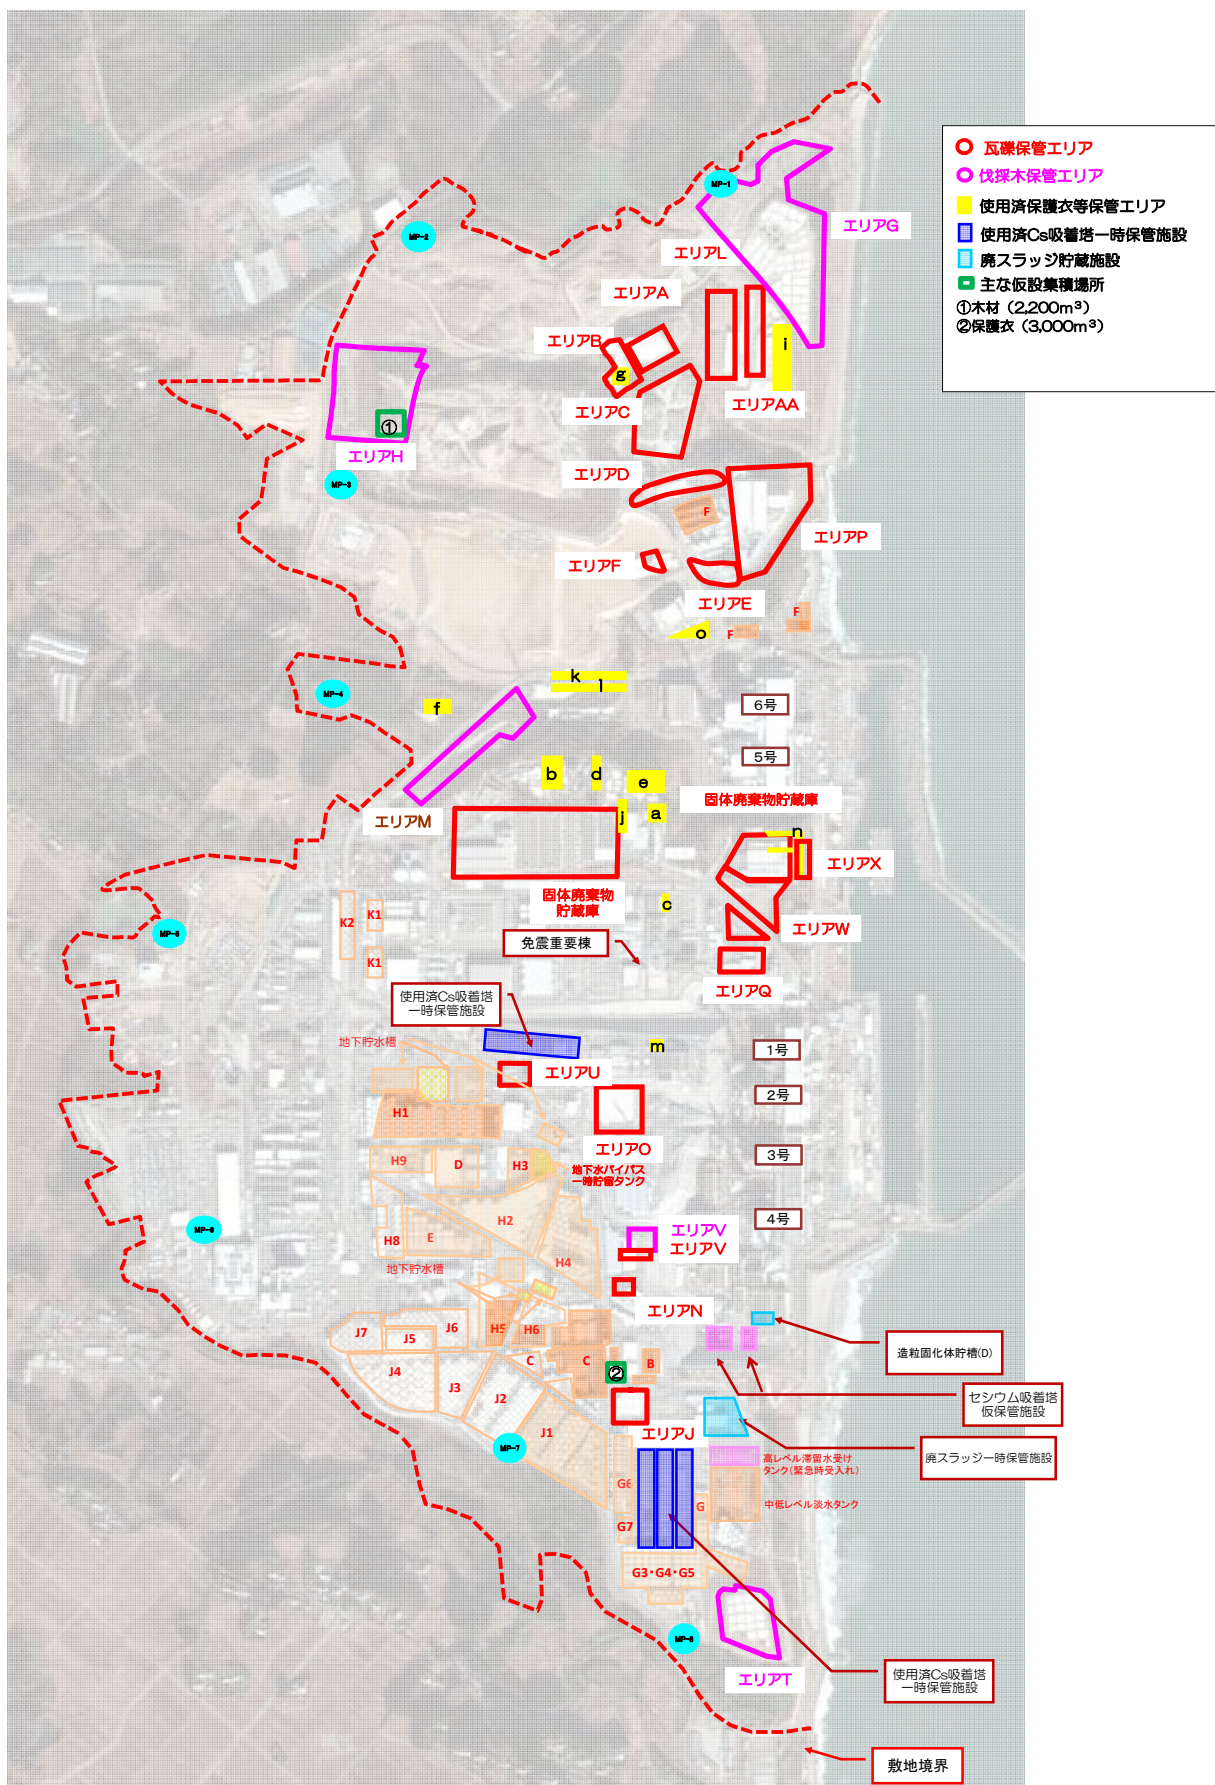 瓦礫保管エリア
伐採木保管エリア
使用済保護衣等保管エリア
使用済Cs吸着塔一時保管施設
廃スラッジ貯蔵施設
主な仮設集積場所
①木材（2,200m³）
②保護衣（3,000m³）
MP-1
エリアG
MP-2
エリアL
エリアA
エリアB
i
g
エリアC
エリアAA
①
エリアH
エリアD
MP-3
F
エリアP
エリアF
エリアE
F
o
F
k
l
MP-4
f
6号
5号
b
d
e
固体廃棄物貯蔵庫
j
a
エリアM
n
エリアX
固体廃棄物
貯蔵庫
c
K2
K1
エリアW
MP-5
免震重要棟
K1
エリアQ
使用済Cs吸着塔
一時保管施設
地下貯水槽
m
1号
エリアU
2号
H1
エリアO
3号
H9
D
H3
地下水バイパス
一時貯留タンク
4号
MP-6
H2
H8
E
エリアV
エリアV
H4
地下貯水槽
エリアN
J7
J5
J6
H5
H6
造粒固化体貯槽(D)
C
C
B
②
J4
J3
J2
セシウム吸着塔
仮保管施設
J1
エリアJ
MP-7
廃スラッジ一時保管施設
高レベル滞留水受け
タンク(緊急時受入れ)
G6
G
中低レベル淡水タンク
G7
G3・G4・G5
MP-8
エリアT
使用済Cs吸着塔
一時保管施設
敷地境界